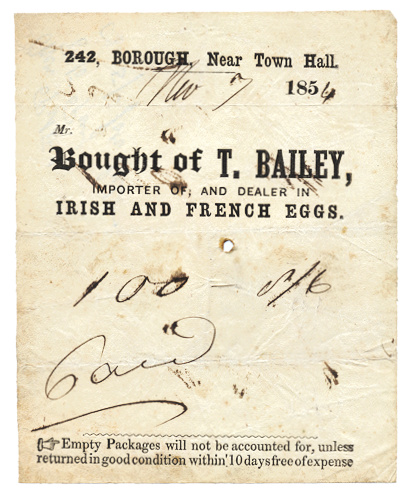 242, BOROUGH, Near Town Hall.
Nov 7 1854
Mr.
Bought of T. BAILEY,
IMPORTER OF, AND DEALER IN
IRISH AND FRENCH EGGS.
100 – 8/6
Paid
☞ Empty Packages will not be accounted for, unless
returned in good condition within' 10 days free of expense